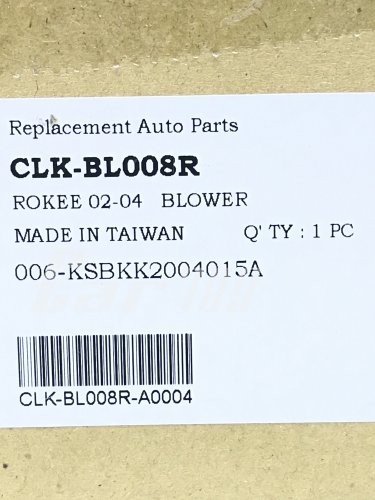 Replacement Auto Parts
CLK-BL008R
ROKEE 02-04 BLOWER
MADE IN TAIWAN Q' TY : 1 PC
006-KSBKK2004015A
CLK-BL008R-A0004